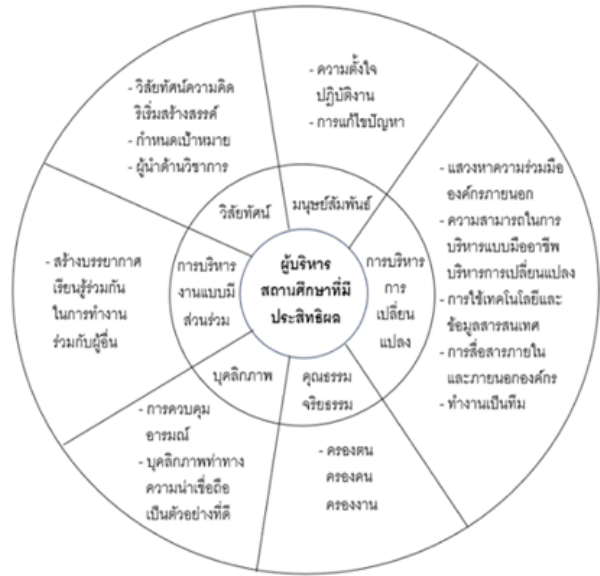 ผู้บริหาร
สถานศึกษาที่มี
ประสิทธิผล
วิสัยทัศน์
- วิสัยทัศน์ความคิด
ริเริ่มสร้างสรรค์
- กำหนดเป้าหมาย
- ผู้นำด้านวิชาการ
มนุษย์สัมพันธ์
- ความตั้งใจ
ปฏิบัติงาน
- การแก้ไขปัญหา
การบริหาร
การ
เปลี่ยน
แปลง
- แสวงหาความร่วมมือ
องค์กรภายนอก
- ความสามารถในการ
บริหารแบบมืออาชีพ
บริหารการเปลี่ยนแปลง
- การใช้เทคโนโลยีและ
ข้อมูลสารสนเทศ
- การสื่อสารภายใน
และภายนอกองค์กร
- ทำงานเป็นทีม
คุณธรรม
จริยธรรม
- ครองตน
ครองคน
ครองงาน
บุคลิกภาพ
- การควบคุม
อารมณ์
- บุคลิกภาพท่าทาง
ความน่าเชื่อถือ
เป็นตัวอย่างที่ดี
การบริหาร
งานแบบมี
ส่วนร่วม
- สร้างบรรยากาศ
เรียนรู้ร่วมกัน
ในการทำงาน
ร่วมกับผู้อื่น